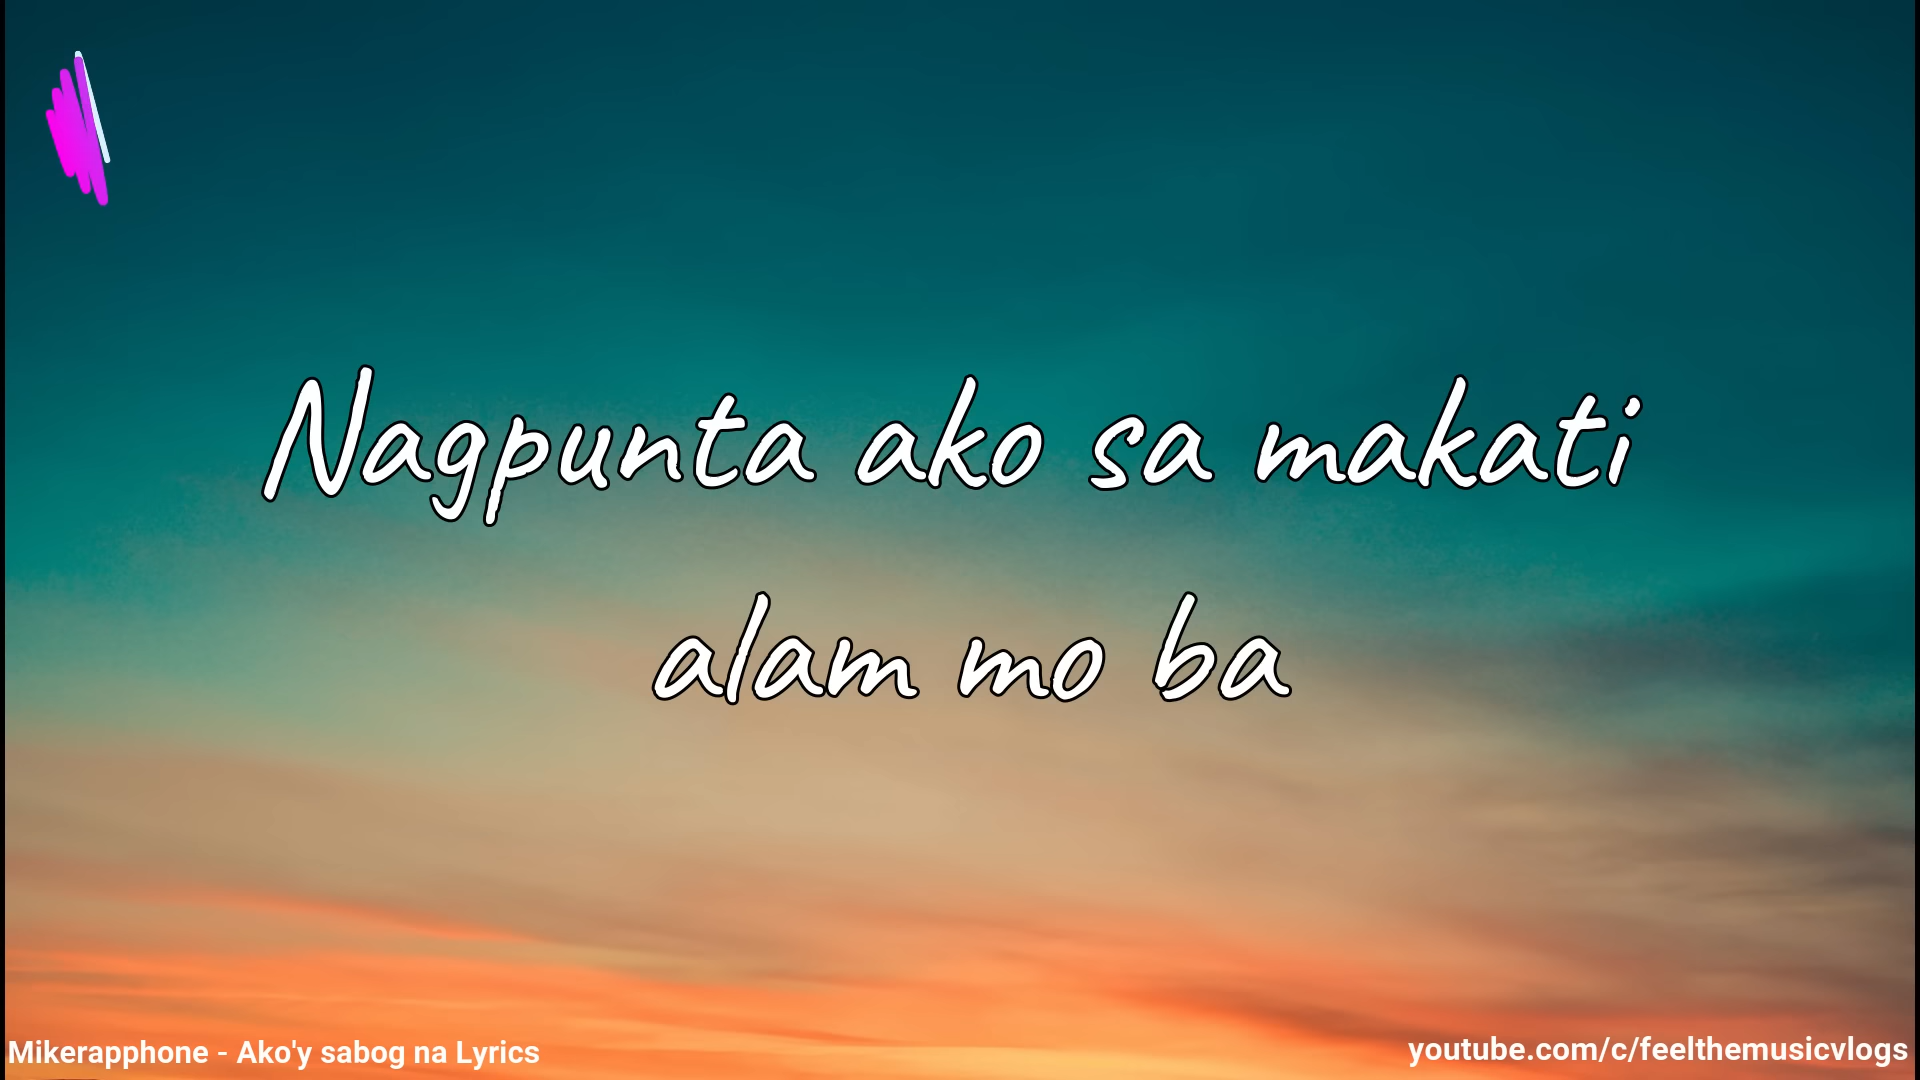 Nagpunta ako sa makati
alam mo ba
Mikerapphone - Ako'y sabog na Lyrics
youtube.com/c/feelthemusicvlogs